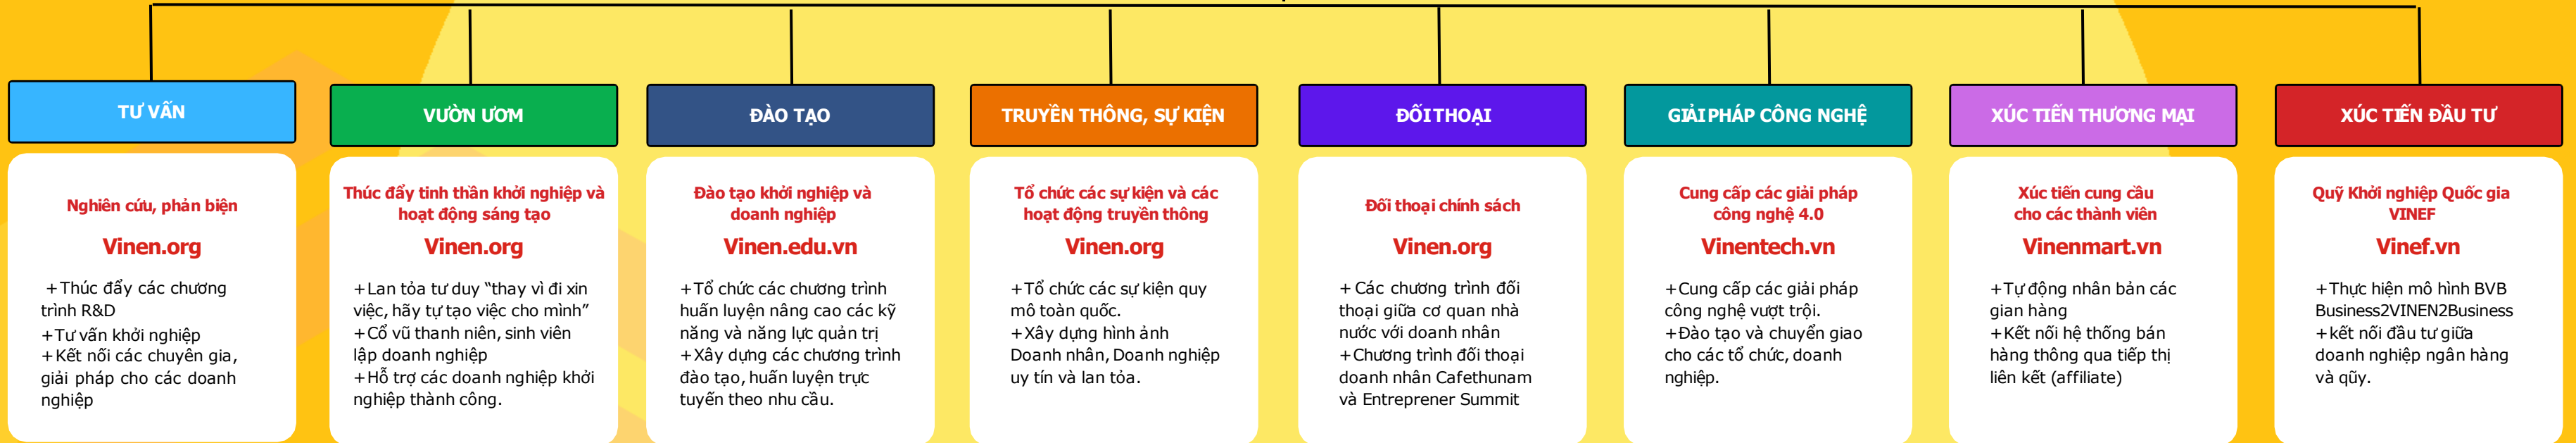 TƯ VẤN
Nghiên cứu, phản biện
Vinen.org
+Thúc đẩy các chương
trình R&D
+Tư vấn khởi nghiệp
+Kết nối các chuyên gia,
giải pháp cho các doanh
nghiệp
VƯỜN ƯƠM
Thúc đẩy tinh thần khởi nghiệp và
hoạt động sáng tạo
Vinen.org
+Lan tỏa tư duy “thay vì đi xin
việc, hãy tự tạo việc cho mình”
+Cổ vũ thanh niên, sinh viên
lập doanh nghiệp
+Hỗ trợ các doanh nghiệp khởi
nghiệp thành công.
ĐÀO TẠO
Đào tạo khởi nghiệp và
doanh nghiệp
Vinen.edu.vn
+Tổ chức các chương trình
huấn luyện nâng cao các kỹ
năng và năng lực quản trị
+Xây dựng các chương trình
đào tạo, huấn luyện trực
tuyến theo nhu cầu.
TRUYỀN THÔNG, SỰ KIỆN
Tổ chức các sự kiện và các
hoạt động truyền thông
Vinen.org
+Tổ chức các sự kiện quy
mô toàn quốc.
+Xây dựng hình ảnh
Doanh nhân, Doanh nghiệp
uy tín và lan tỏa.
ĐỐI THOẠI
Đối thoại chính sách
Vinen.org
+Các chương trình đối
thoại giữa cơ quan nhà
nước với doanh nhân
+Chương trình đối thoại
doanh nhân Cafethunam
và Entreprener Summit
GIẢI PHÁP CÔNG NGHỆ
Cung cấp các giải pháp
công nghệ 4.0
Vinentech.vn
+Cung cấp các giải pháp
công nghệ vượt trội.
+Đào tạo và chuyển giao
cho các tổ chức, doanh
nghiệp.
XÚC TIẾN THƯƠNG MẠI
Xúc tiến cung cầu
cho các thành viên
Vinenmart.vn
+Tự động nhân bản các
gian hàng
+Kết nối hệ thống bán
hàng thông qua tiếp thị
liên kết (affiliate)
XÚC TIẾN ĐẦU TƯ
Quỹ Khởi nghiệp Quốc gia
VINEF
Vinef.vn
+Thực hiện mô hình BVB
Business2VINEN2Business
+kết nối đầu tư giữa
doanh nghiệp ngân hàng
và qũy.